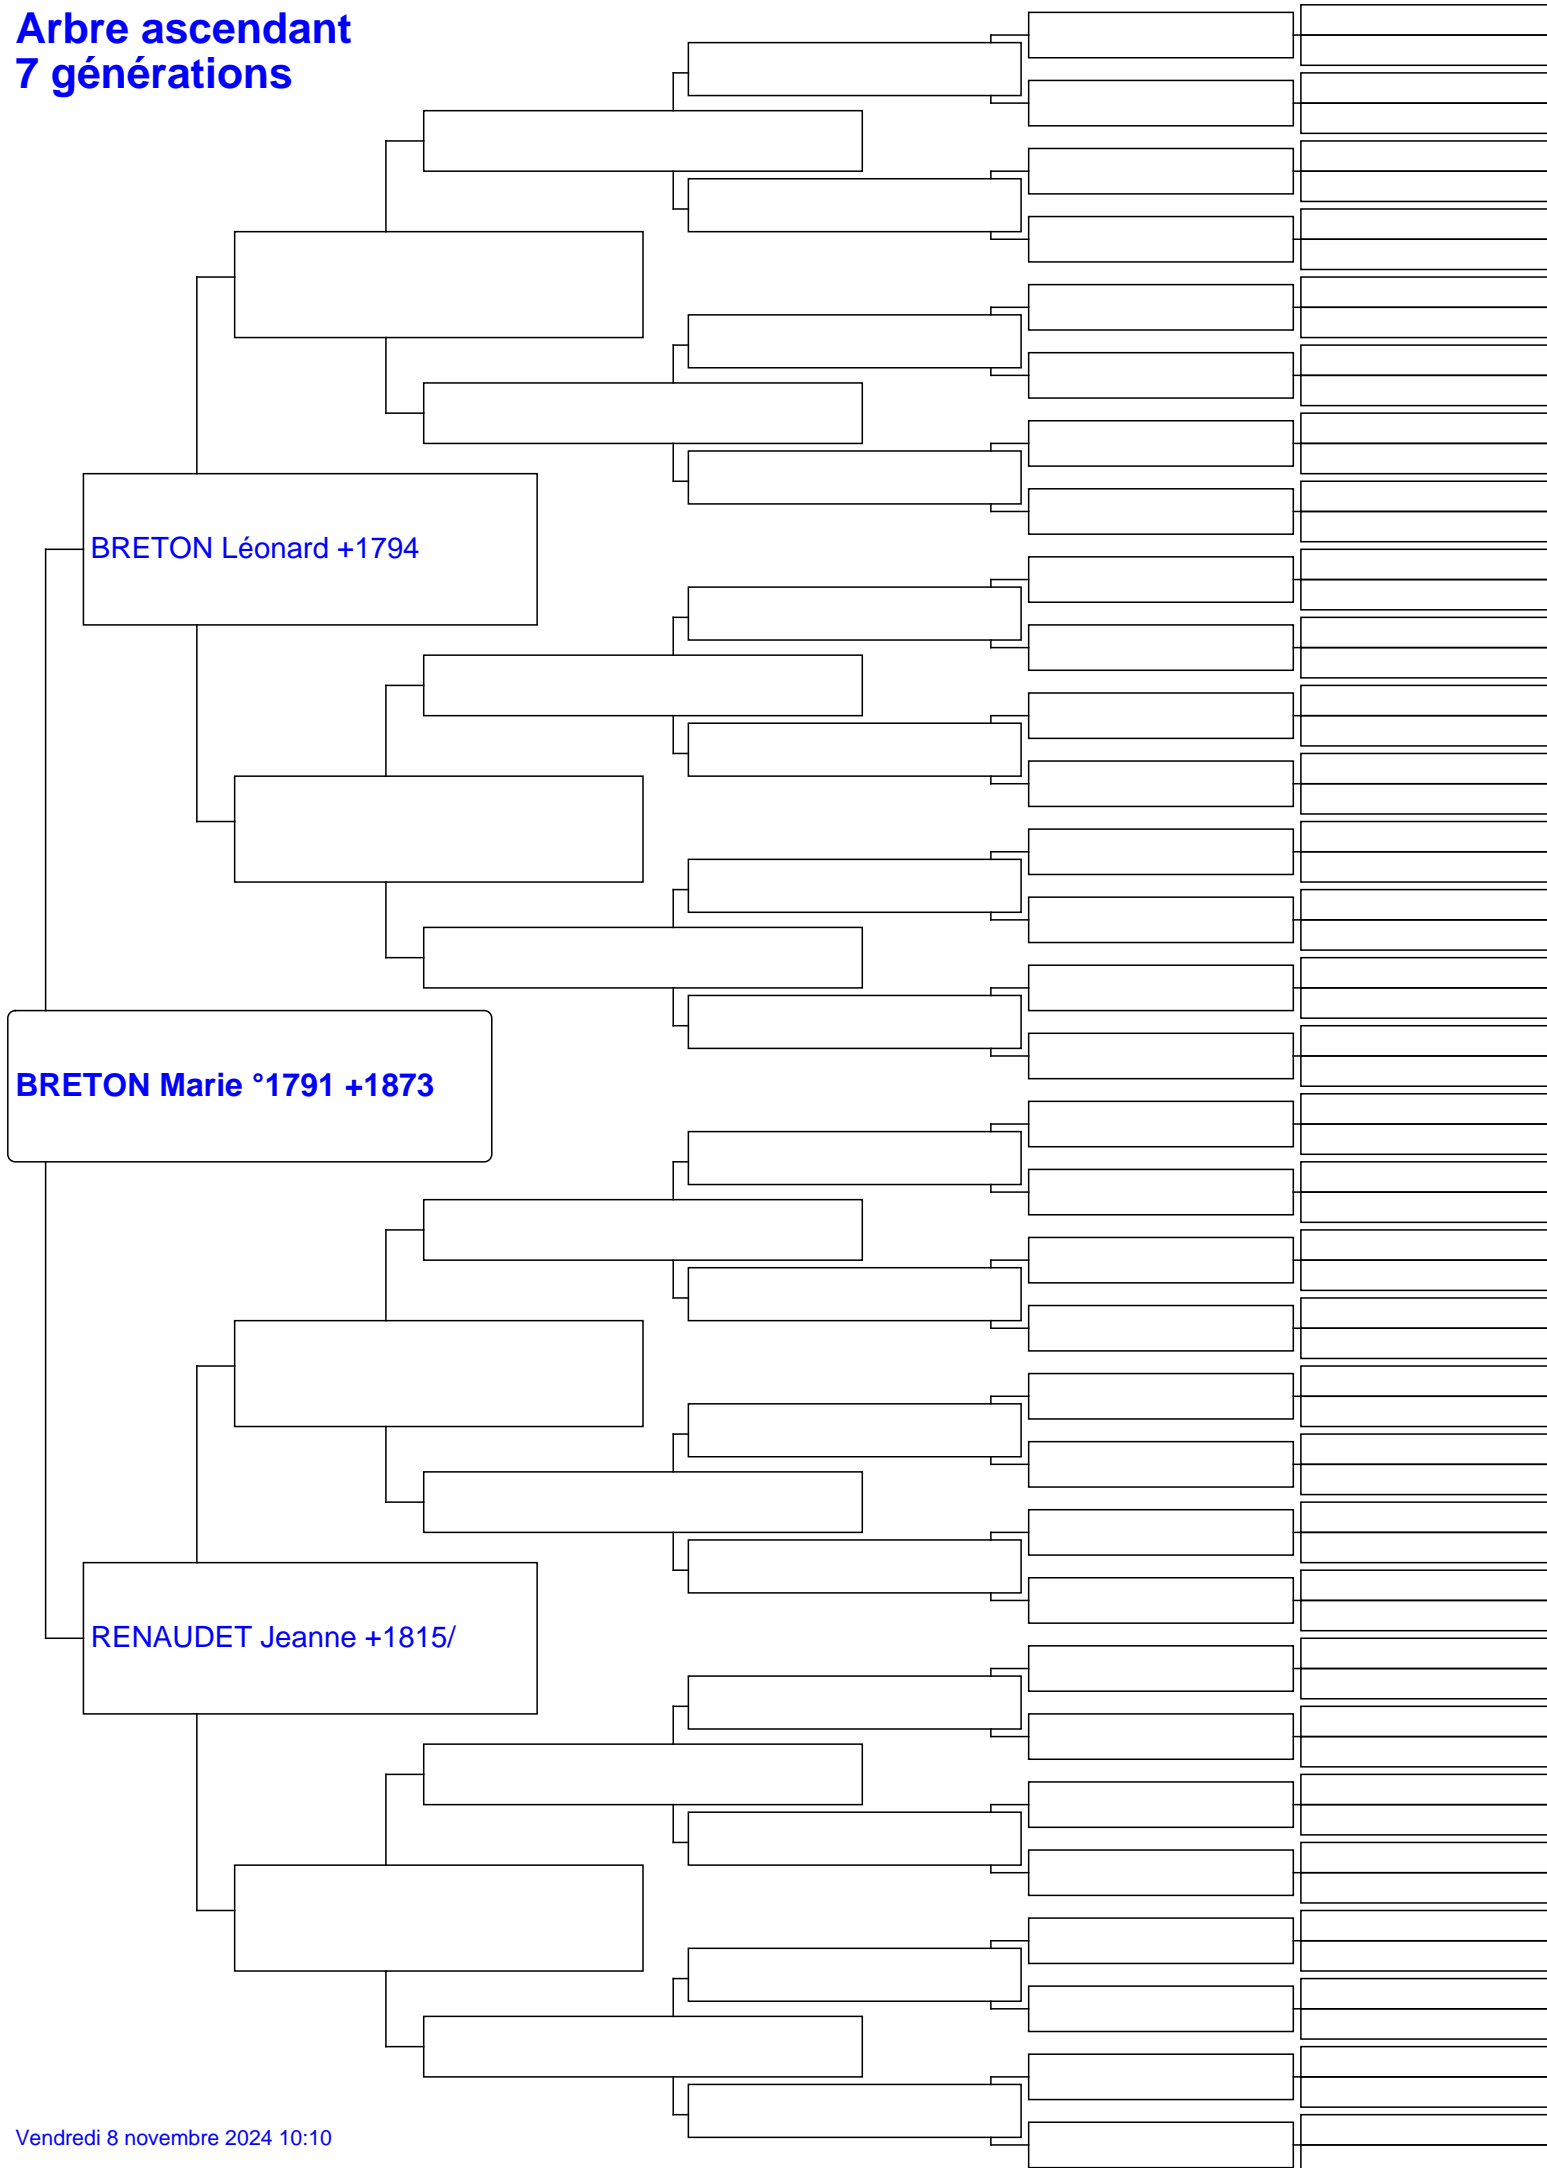 Arbre ascendant
7 générations
BRETON Léonard +1794
BRETON Marie °1791 +1873
RENAUDET Jeanne +1815/
Vendredi 8 novembre 2024 10:10